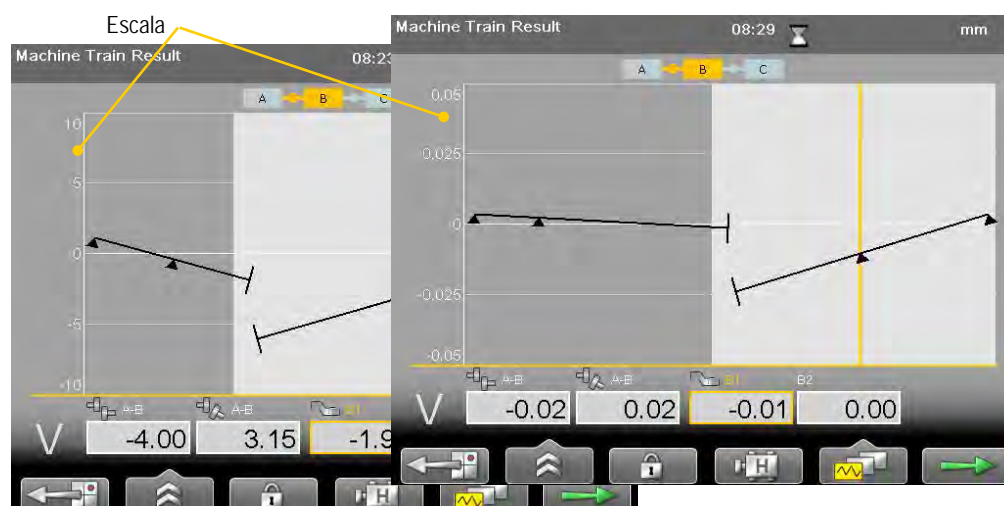 Escala
Machine Train Result 08:23
A B C
10
5
0
-5
-10
A-B A-B B1
V -4.00 3.15 -1.9
H
Machine Train Result 08:29 mm
A B C
0,05
0,025
0
-0,025
-0,05
A-B A-B B1 B2
V -0.02 0.02 -0.01 0.00
H